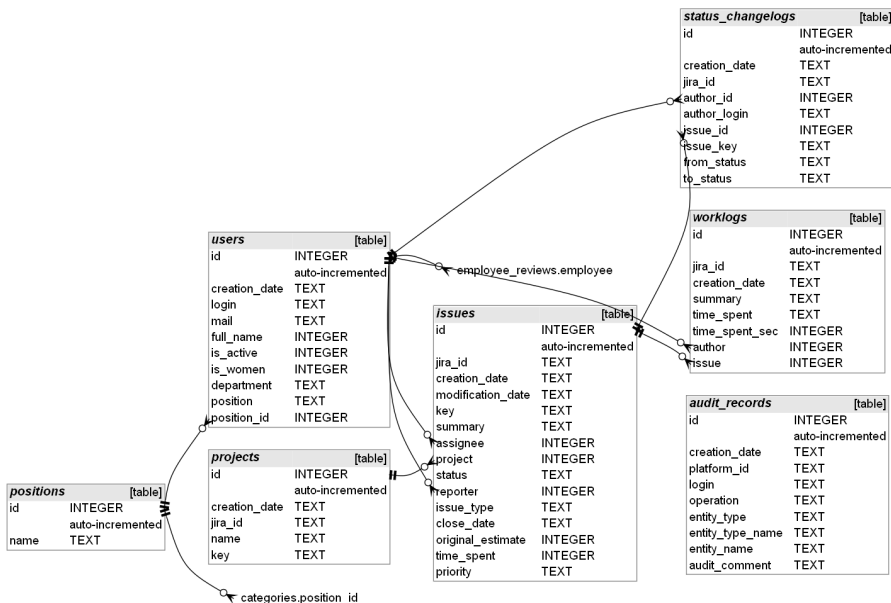 status_changelogs [table]
id INTEGER
auto-incremented
creation_date TEXT
jira_id TEXT
author_id INTEGER
author_login TEXT
issue_id INTEGER
issue_key TEXT
from_status TEXT
to_status TEXT
worklogs [table]
id INTEGER
auto-incremented
jira_id TEXT
creation_date TEXT
summary TEXT
time_spent TEXT
time_spent_sec INTEGER
author INTEGER
issue INTEGER
users [table]
id INTEGER
auto-incremented
creation_date TEXT
login TEXT
mail TEXT
full_name INTEGER
is_active INTEGER
is_women INTEGER
department TEXT
position TEXT
position_id INTEGER
employee_reviews.employee
issues [table]
id INTEGER
auto-incremented
jira_id TEXT
creation_date TEXT
modification_date TEXT
key TEXT
summary TEXT
assignee INTEGER
project INTEGER
status TEXT
reporter INTEGER
issue_type TEXT
close_date TEXT
original_estimate INTEGER
time_spent INTEGER
priority TEXT
audit_records [table]
id INTEGER
auto-incremented
creation_date TEXT
platform_id TEXT
login TEXT
operation TEXT
entity_type TEXT
entity_type_name TEXT
entity_name TEXT
audit_comment TEXT
projects [table]
id INTEGER
auto-incremented
creation_date TEXT
jira_id TEXT
name TEXT
key TEXT
positions [table]
id INTEGER
auto-incremented
name TEXT
categories.position_id